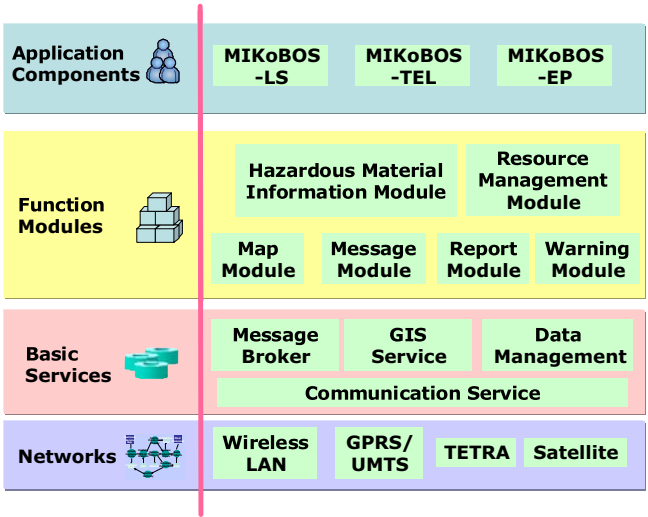 Application
Components
MIKoBOS
-LS
MIKoBOS
-TEL
MIKoBOS
-EP
Function
Modules
Hazardous Material
Information Module
Resource
Management
Module
Map
Module
Message
Module
Report
Module
Warning
Module
Basic
Services
Message
Broker
GIS
Service
Data
Management
Communication Service
Networks
Wireless
LAN
GPRS/
UMTS
TETRA
Satellite